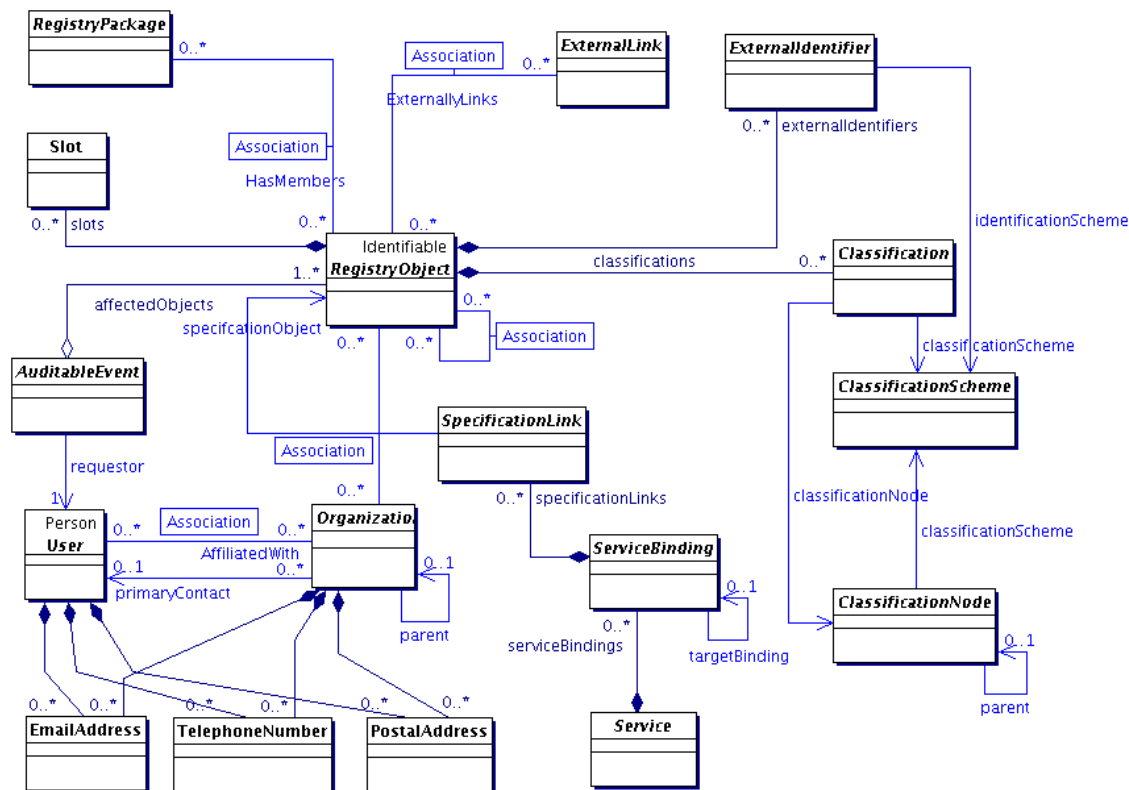 RegistryPackage
0..*
Association
ExternalLink
0..*
ExternallyLinks
ExternalIdentifier
0..* externalIdentifiers
Slot
0..* slots
Association
HasMembers
0..*
0..*
Identifiable
RegistryObject
classifications
0..*
Classification
identificationScheme
1..*
affectedObjects
specifcationObject
0..*
0..*
0..*
Association
classificationScheme
AuditableEvent
ClassificationScheme
SpecificationLink
Association
requestor
0..* specificationLinks
classificationNode
1
0..*
Person
User
0..*
Association
0..*
AffiliatedWith
Organization
classificationScheme
ServiceBinding
0..1
primaryContact
0..*
0..1
0..1
ClassificationNode
parent
0..*
serviceBindings
targetBinding
0..1
parent
0..*
0..*
0..*
0..*
0..*
0..*
EmailAddress
TelephoneNumber
PostalAddress
Service